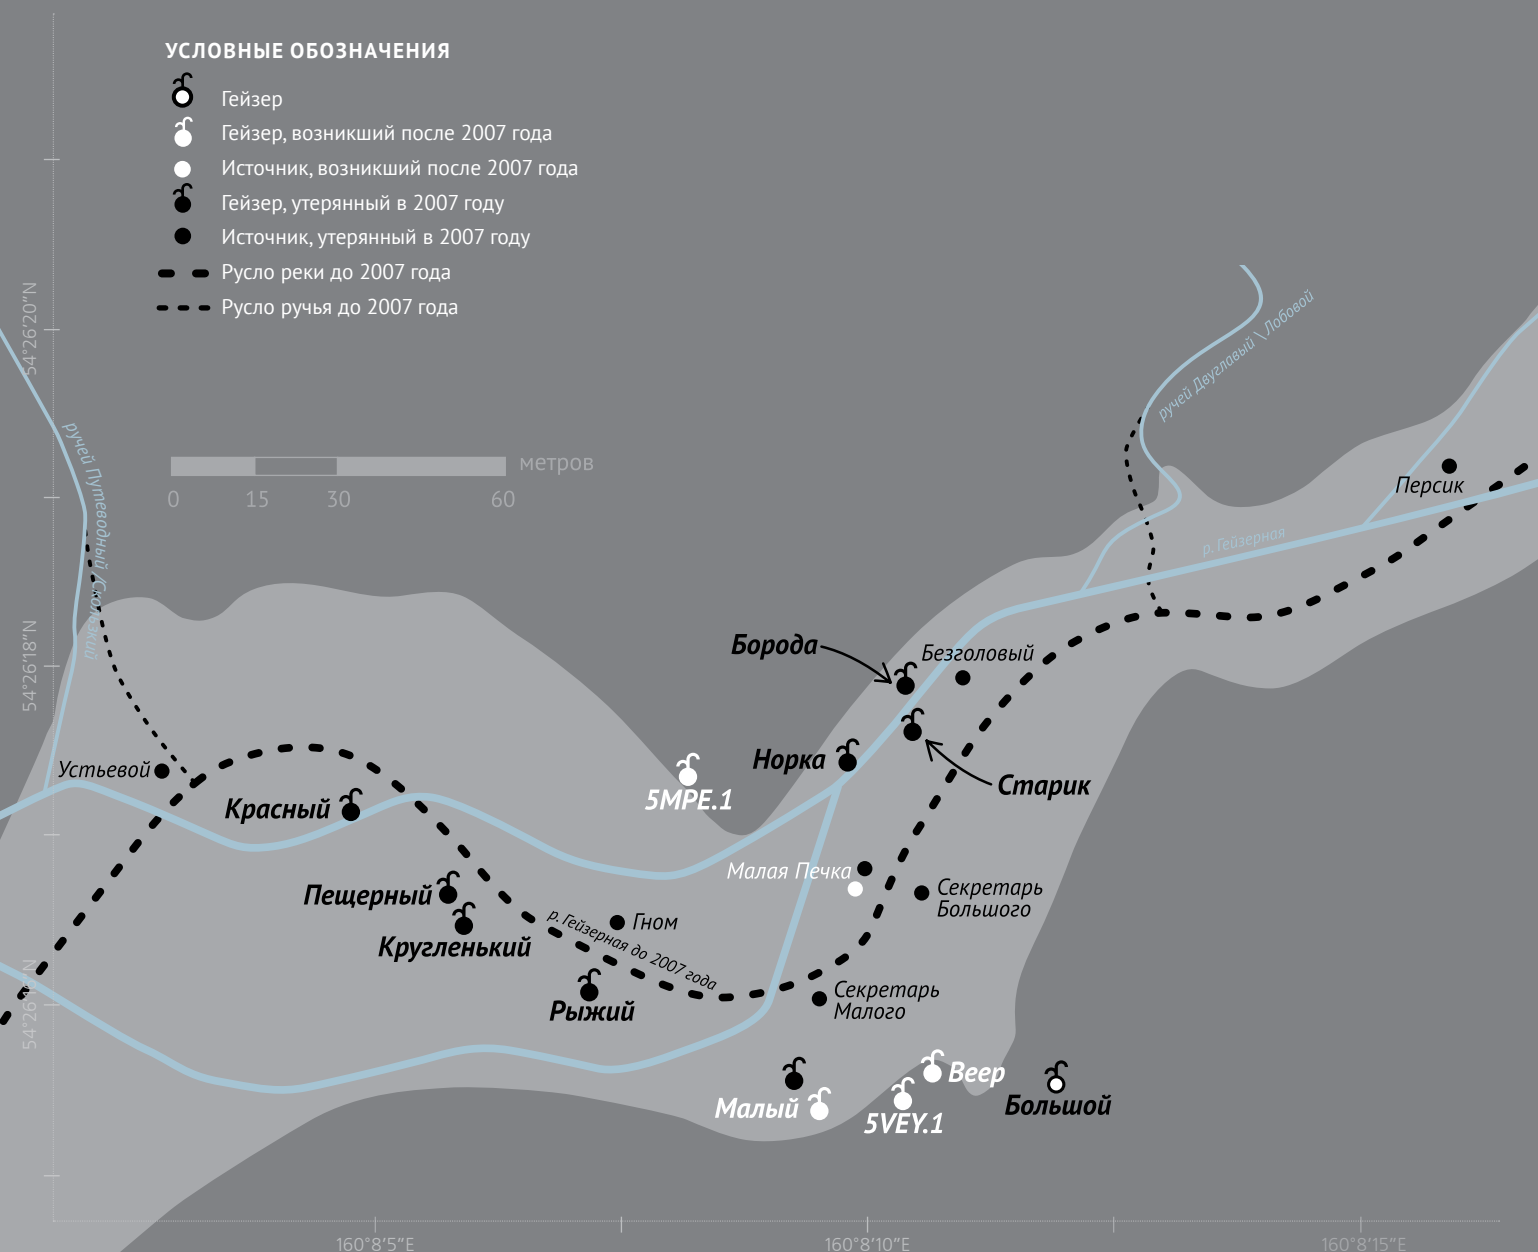 УСЛОВНЫЕ ОБОЗНАЧЕНИЯ
Гейзер
Гейзер, возникший после 2007 года
Источник, возникший после 2007 года
Гейзер, утерянный в 2007 году
Источник, утерянный в 2007 году
Русло реки до 2007 года
Русло ручья до 2007 года
54°26'20"N
ручей Двуглавый \ Лобовой
ручей Путеводный /Скользкий
метров
0 15 30 60
Персик
р. Гейзерная
54°26'18"N
Борода
Безголовый
Норка
Старик
Устьевой
Красный
5MPE.1
Малая Печка
Секретарь
Большого
Пещерный
Кругленький
Гном
р. Гейзерная до 2007 года
Рыжий
Секретарь
Малого
54°26'16"N
Веер
Большой
Малый
5VEY.1
160°8'5"E
160°8'10"E
160°8'15"E